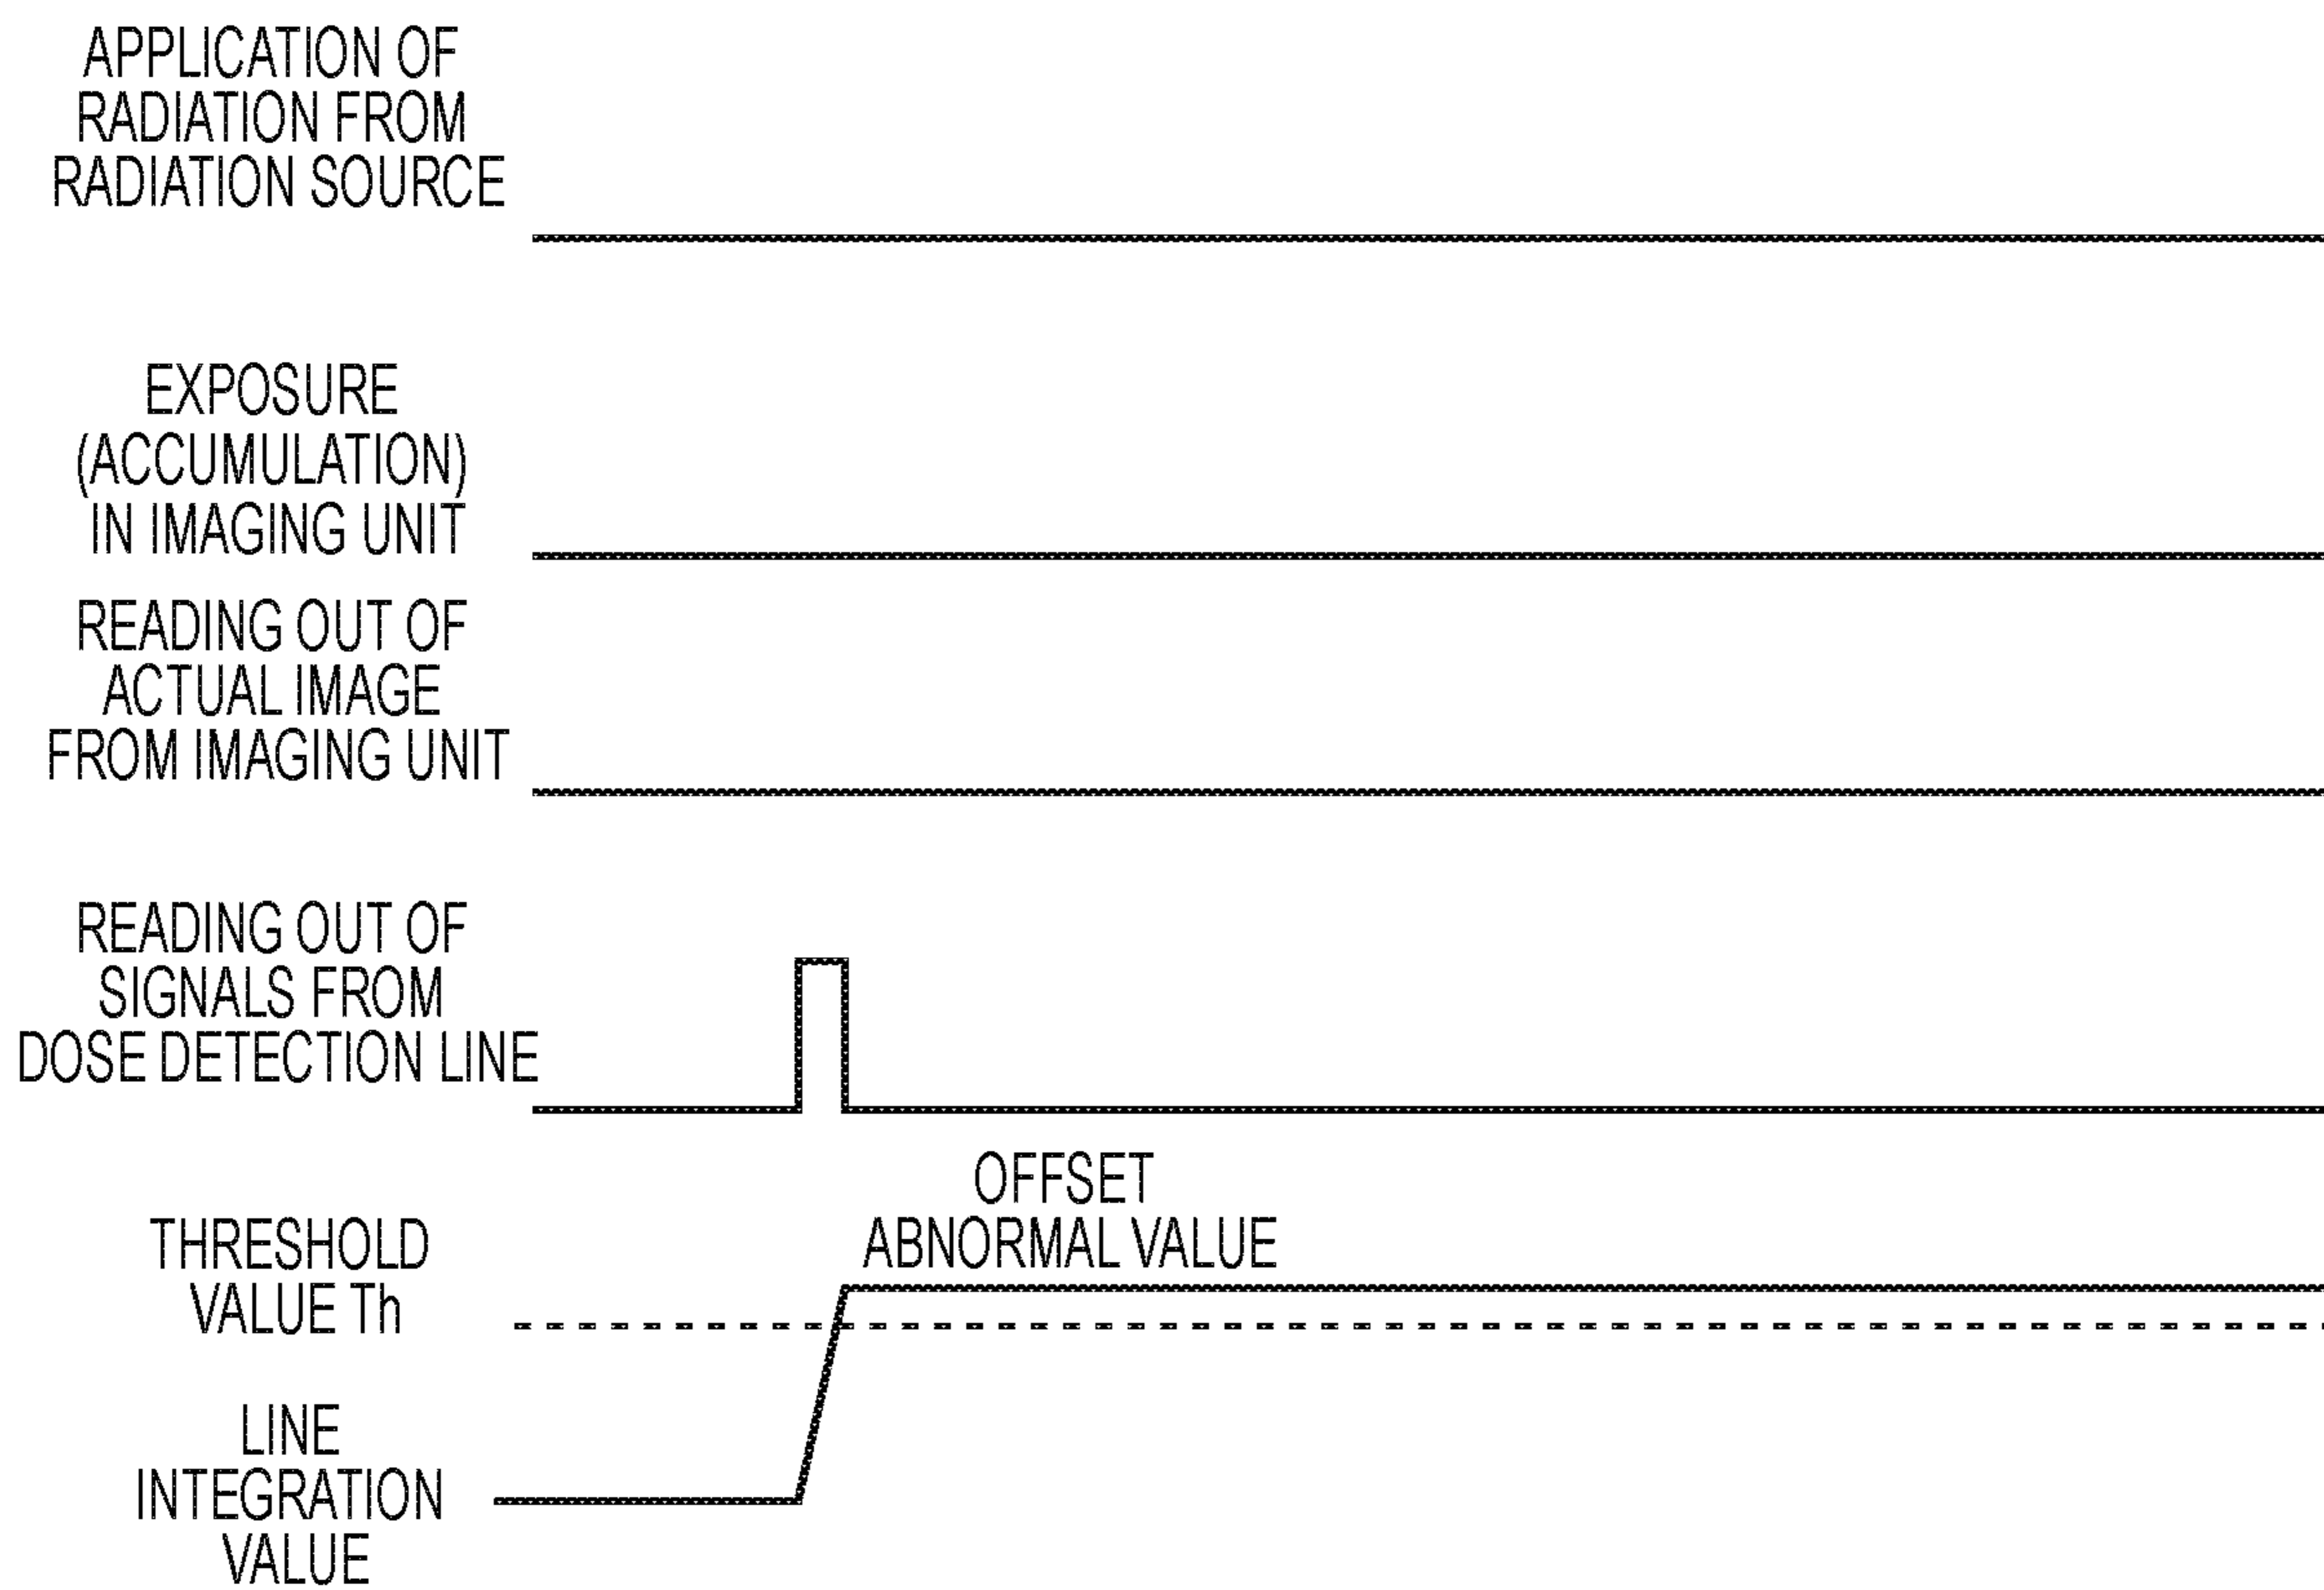 APPLICATION OF
RADIATION FROM
RADIATION SOURCE
EXPOSURE
(ACCUMULATION)
IN IMAGING UNIT
READING OUT OF
ACTUAL IMAGE
FROM IMAGING UNIT
READING OUT OF
SIGNALS FROM
DOSE DETECTION LINE
OFFSET
ABNORMAL VALUE
THRESHOLD
VALUE Th
LINE
INTEGRATION
VALUE